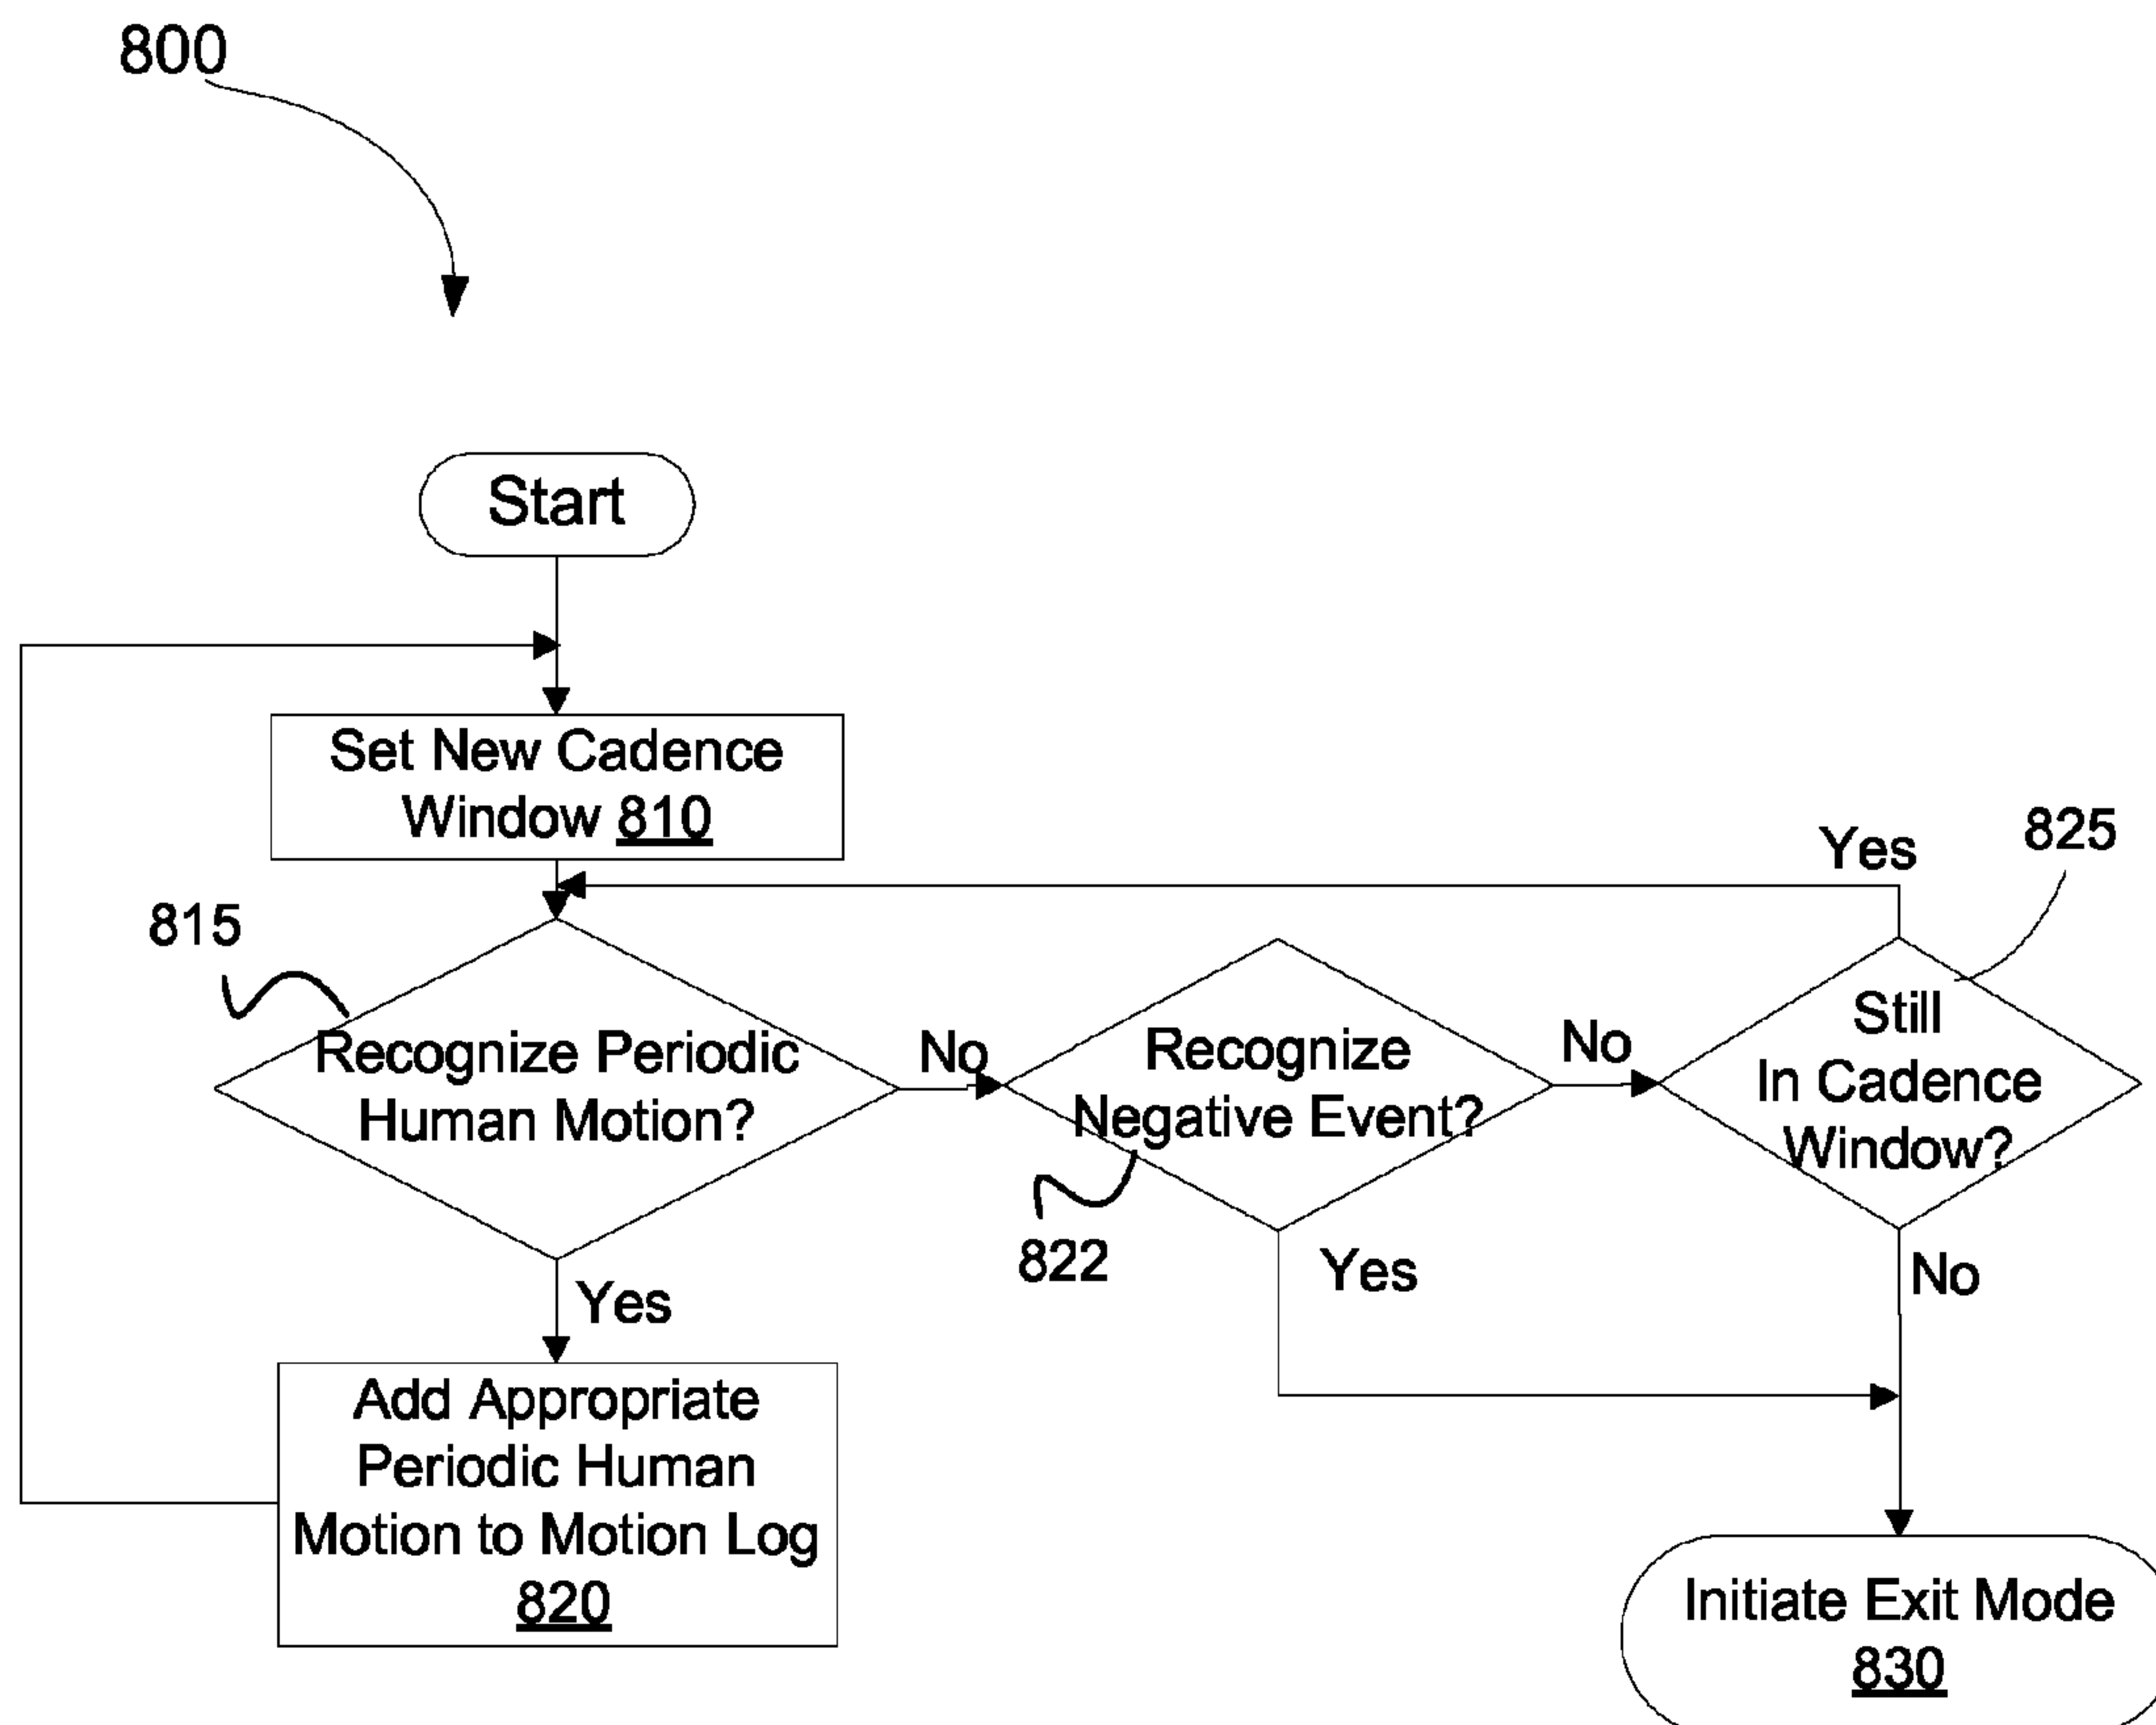 800
Start
Set New Cadence
Window 810
815
Recognize Periodic
Human Motion?
No
Recognize
Negative Event?
822
No
Still
In Cadence
Window?
825
Yes
Yes
Add Appropriate
Periodic Human
Motion to Motion Log
820
Yes
No
Initiate Exit Mode
830